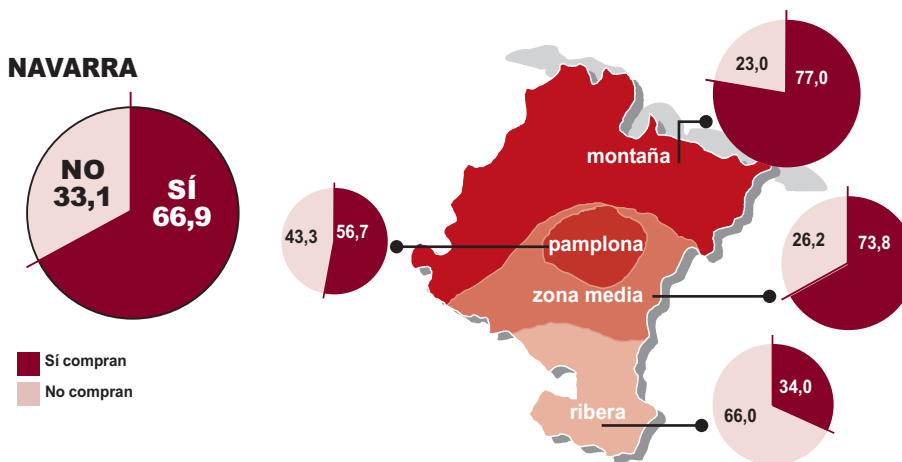 NAVARRA
NO
33,1
SÍ
66,9
Sí compran
No compran
montaña
23,0
77,0
pamplona
43,3
56,7
zona media
26,2
73,8
ribera
34,0
66,0